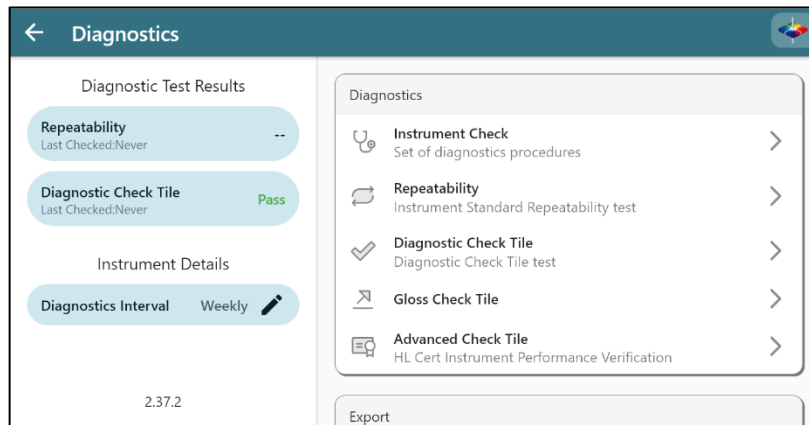 Diagnostics
Diagnostic Test Results
Repeatability
Last Checked:Never
--
Diagnostic Check Tile
Last Checked:Never
Pass
Instrument Details
Diagnostics Interval Weekly
2.37.2
Diagnostics
Instrument Check
Set of diagnostics procedures
Repeatability
Instrument Standard Repeatability test
Diagnostic Check Tile
Diagnostic Check Tile test
Gloss Check Tile
Advanced Check Tile
HL Cert Instrument Performance Verification
Export